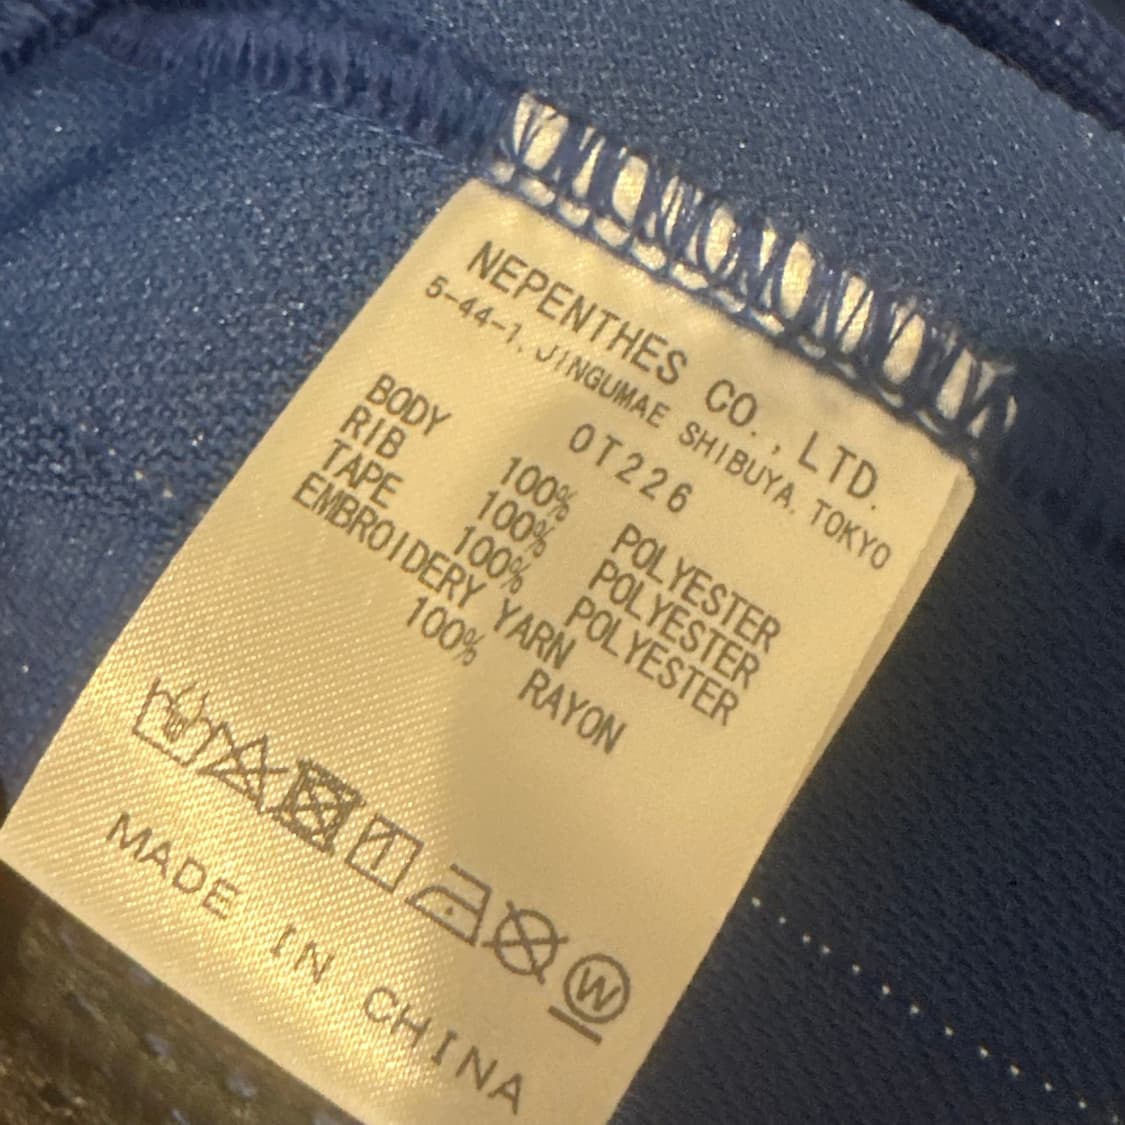 NEPENTHES CO., LTD.
5-44-1, JINGUMAE SHIBUYA, TOKYO
OT226
BODY 100% POLYESTER
RIB 100% POLYESTER
TAPE 100% POLYESTER
EMBROIDERY YARN
100% RAYON
W
MADE IN CHINA